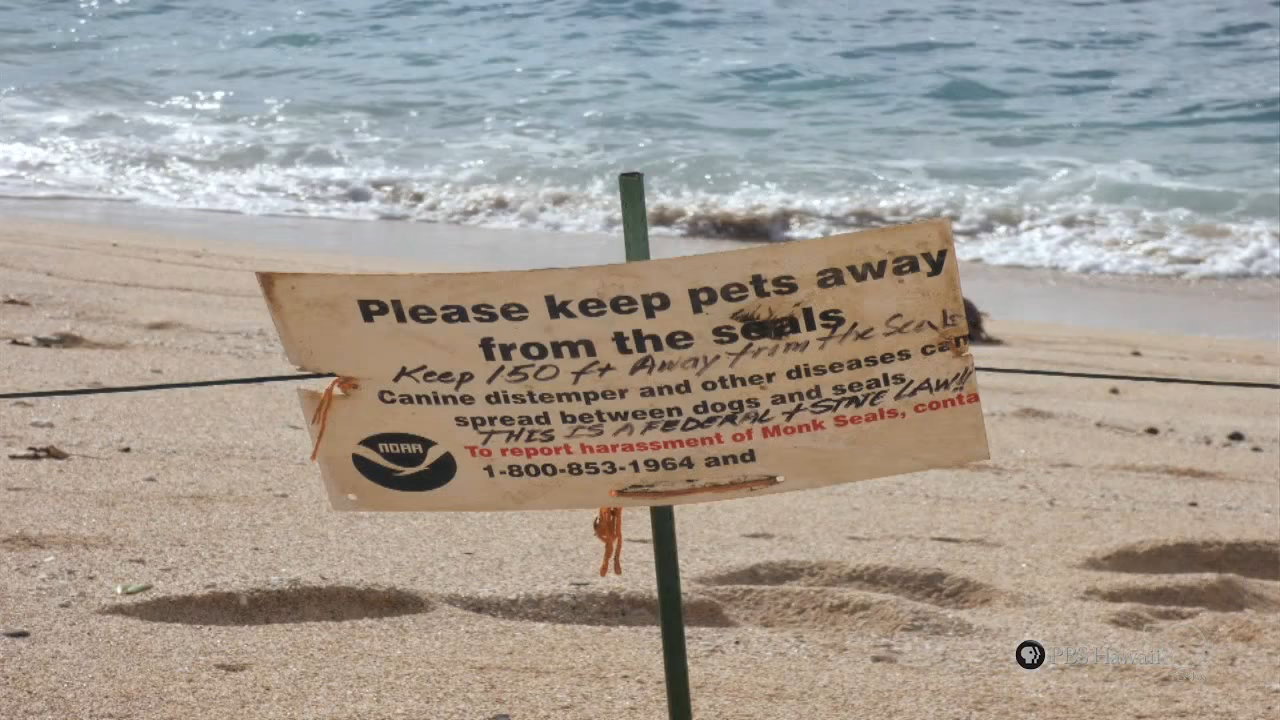 Please keep pets away
from the seals
Keep 150 ft Away from the Seals
Canine distemper and other diseases can
spread between dogs and seals.
THIS IS A FEDERAL + STATE LAW!!
To report harassment of Monk Seals, conta
1-800-853-1964 and
NOAA
PBS Hawaii